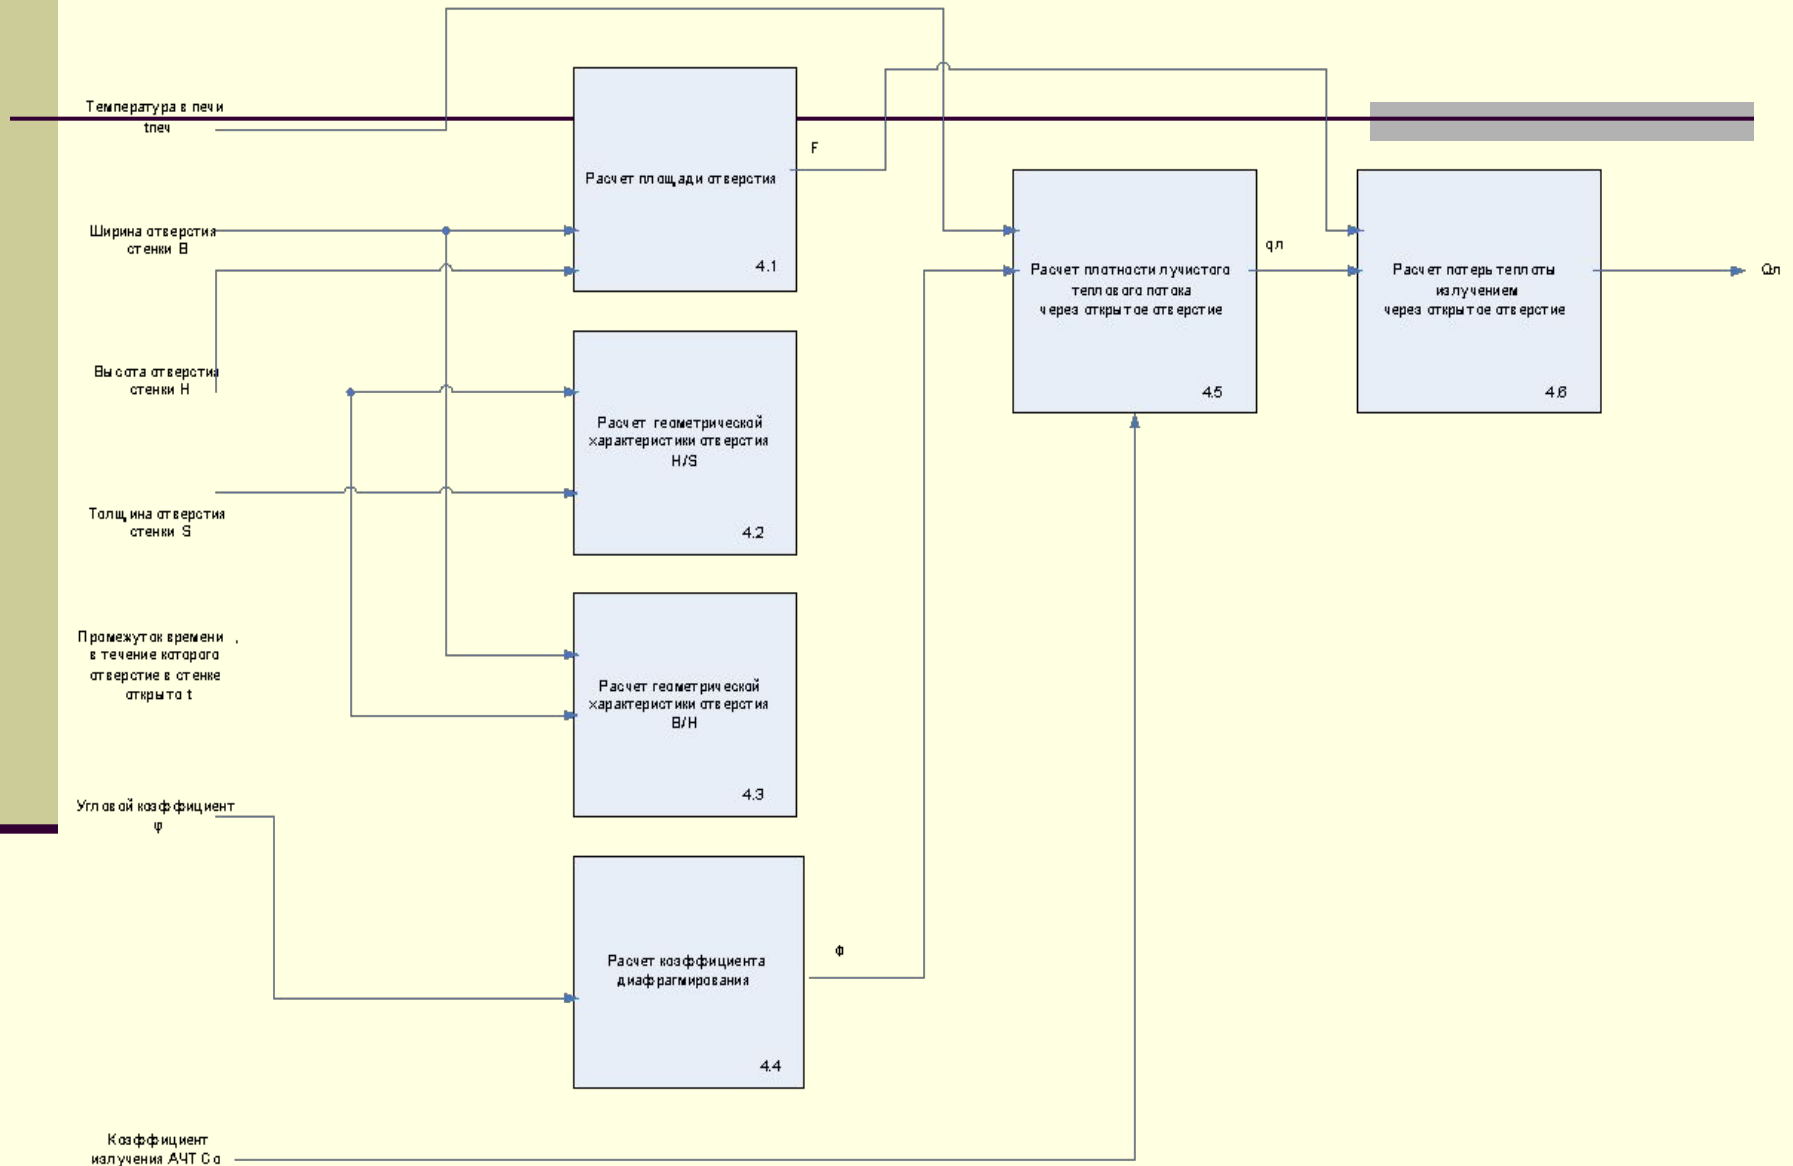 Температура в печи
tпеч
Ширина отверстия
стенки B
Высота отверстия
стенки H
Толщина отверстия
стенки S
Промежуток времени ,
в течение которого
отверстие в стенке
открыто t
Угловой коэффициент
φ
Коэффициент
излучения АЧТ Co
Расчет площади отверстия
4.1
F
Расчет геометрической
характеристики отверстия
H/S
4.2
Расчет геометрической
характеристики отверстия
B/H
4.3
Расчет коэффициента
диафрагмирования
4.4
Ф
Расчет плотности лучистого
теплового потока
через открытое отверстие
4.5
qл
Расчет потерь теплоты
излучением
через открытое отверстие
4.6
Qл